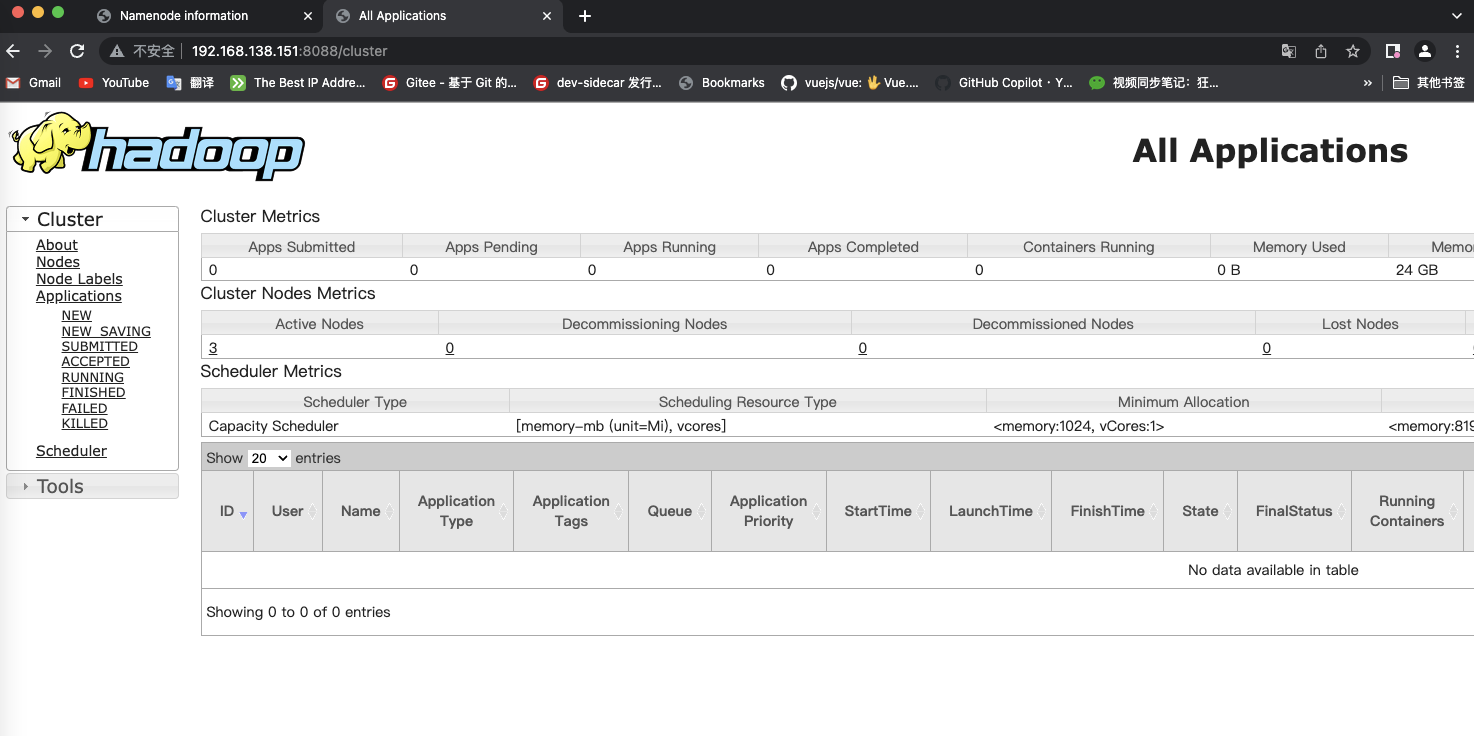 Namenode information
All Applications
不安全 192.168.138.151:8088/cluster
Gmail YouTube 翻译 The Best IP Addre... Gitee - 基于 Git 的... dev-sidecar 发行... Bookmarks vuejs/vue: 🖖 Vue.... GitHub Copilot · Y... 视频同步笔记：狂... » 其他书签
hadoop
All Applications
Cluster
About
Nodes
Node Labels
Applications
NEW
NEW_SAVING
SUBMITTED
ACCEPTED
RUNNING
FINISHED
FAILED
KILLED
Scheduler
Tools
Cluster Metrics
Apps Submitted Apps Pending Apps Running Apps Completed Containers Running Memory Used Memo
0 0 0 0 0 0 B 24 GB
Cluster Nodes Metrics
Active Nodes Decommissioning Nodes Decommissioned Nodes Lost Nodes
3 0 0 0
Scheduler Metrics
Scheduler Type Scheduling Resource Type Minimum Allocation
Capacity Scheduler [memory-mb (unit=Mi), vcores] <memory:1024, vCores:1> <memory:819
Show 20 entries
ID User Name Application Type Application Tags Queue Application Priority StartTime LaunchTime FinishTime State FinalStatus Running Containers
No data available in table
Showing 0 to 0 of 0 entries